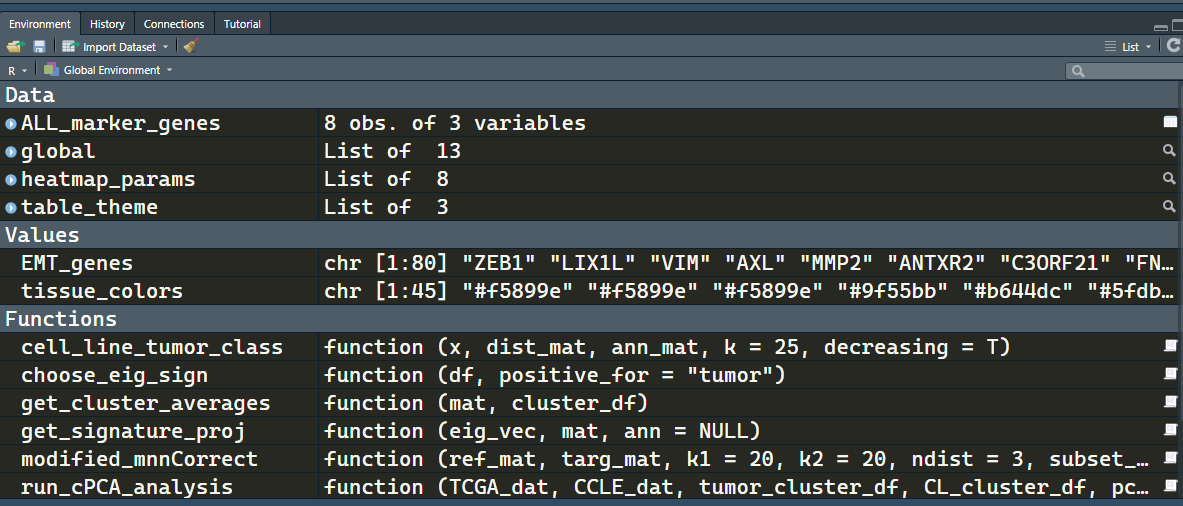 Environment History Connections Tutorial
Import Dataset List
R Global Environment
Data
ALL_marker_genes 8 obs. of 3 variables
global List of 13
heatmap_params List of 8
table_theme List of 3
Values
EMT_genes chr [1:80] "ZEB1" "LIX1L" "VIM" "AXL" "MMP2" "ANTXR2" "C3ORF21" "FN…
tissue_colors chr [1:45] "#f5899e" "#f5899e" "#f5899e" "#9f55bb" "#b644dc" "#5fdb…
Functions
cell_line_tumor_class function (x, dist_mat, ann_mat, k = 25, decreasing = T)
choose_eig_sign function (df, positive_for = "tumor")
get_cluster_averages function (mat, cluster_df)
get_signature_proj function (eig_vec, mat, ann = NULL)
modified_mnnCorrect function (ref_mat, targ_mat, k1 = 20, k2 = 20, ndist = 3, subset_…
run_cPCA_analysis function (TCGA_dat, CCLE_dat, tumor_cluster_df, CL_cluster_df, pc…